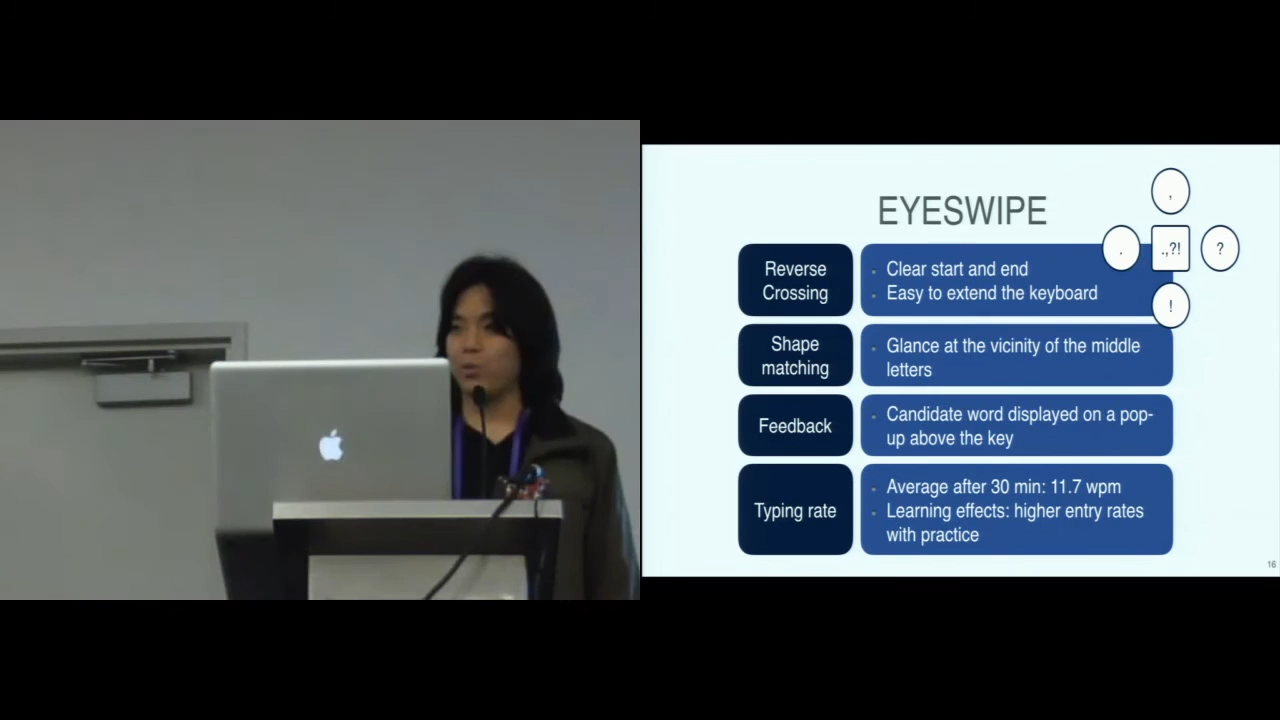 EYESWIPE
,
.
.,?!
?
!
Reverse
Crossing
Clear start and end
Easy to extend the keyboard
Shape
matching
Glance at the vicinity of the middle
letters
Feedback
Candidate word displayed on a pop-
up above the key
Typing rate
Average after 30 min: 11.7 wpm
Learning effects: higher entry rates
with practice
16